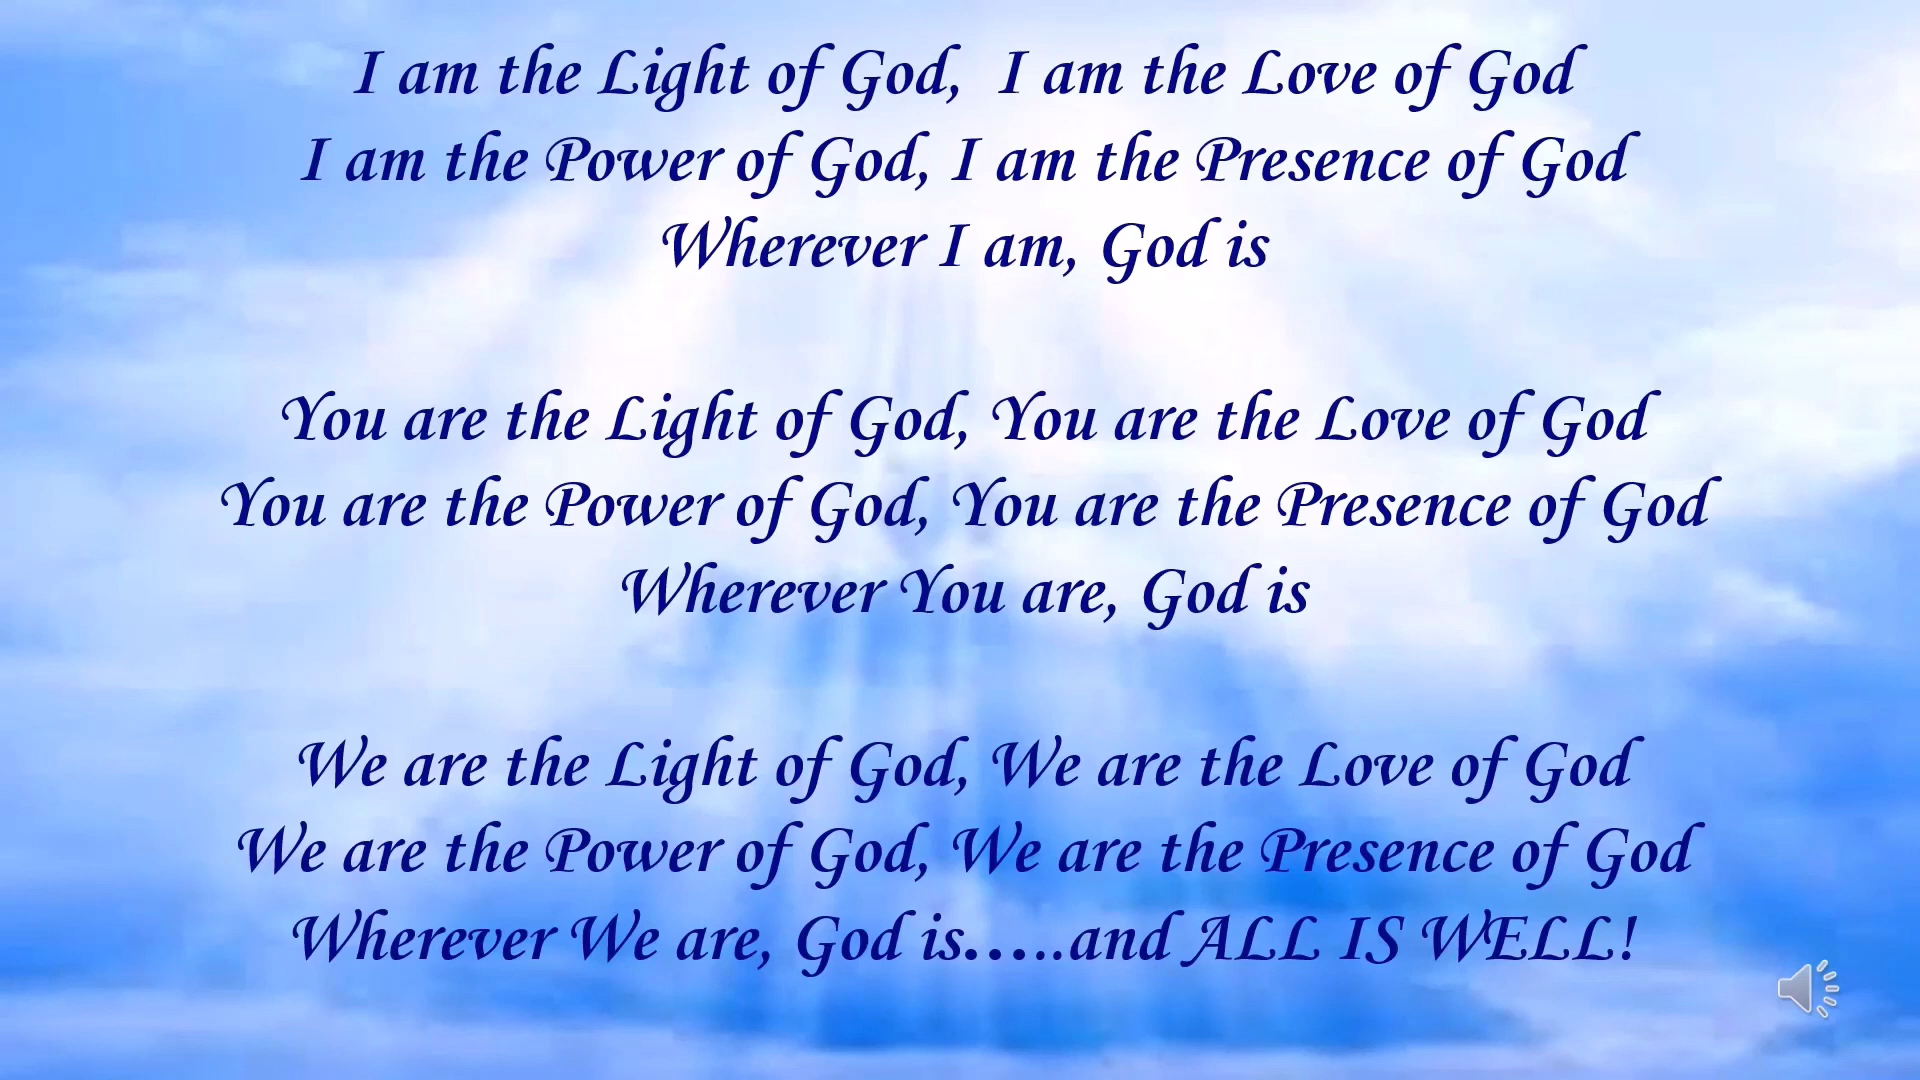 I am the Light of God,  I am the Love of God
I am the Power of God, I am the Presence of God
Wherever I am, God is
You are the Light of God, You are the Love of God
You are the Power of God, You are the Presence of God
Wherever You are, God is
We are the Light of God, We are the Love of God
We are the Power of God, We are the Presence of God
Wherever We are, God is…..and ALL IS WELL!